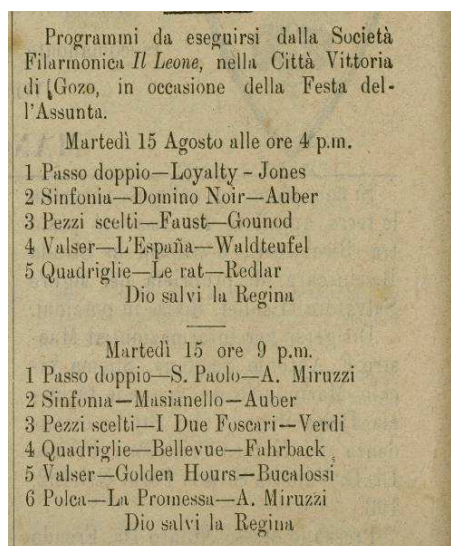 Programmi da eseguirsi dalla Società
Filarmonica Il Leone, nella Città Vittoria
di Gozo, in occasione della Festa del-
l'Assunta.
Martedì 15 Agosto alle ore 4 p.m.
1 Passo doppio—Loyalty - Jones
2 Sinfonia—Domino Noir—Auber
3 Pezzi scelti—Faust—Gounod
4 Valser—L'España—Waldteufel
5 Quadriglie—Le rat—Redlar
Dio salvi la Regina
Martedì 15 ore 9 p.m.
1 Passo doppio—S. Paolo—A. Miruzzi
2 Sinfonia—Masianello—Auber
3 Pezzi scelti—I Due Foscari—Verdi
4 Quadriglie—Bellevue—Fahrback
5 Valser—Golden Hours—Bucalossi
6 Polca—La Promessa—A. Miruzzi
Dio salvi la Regina